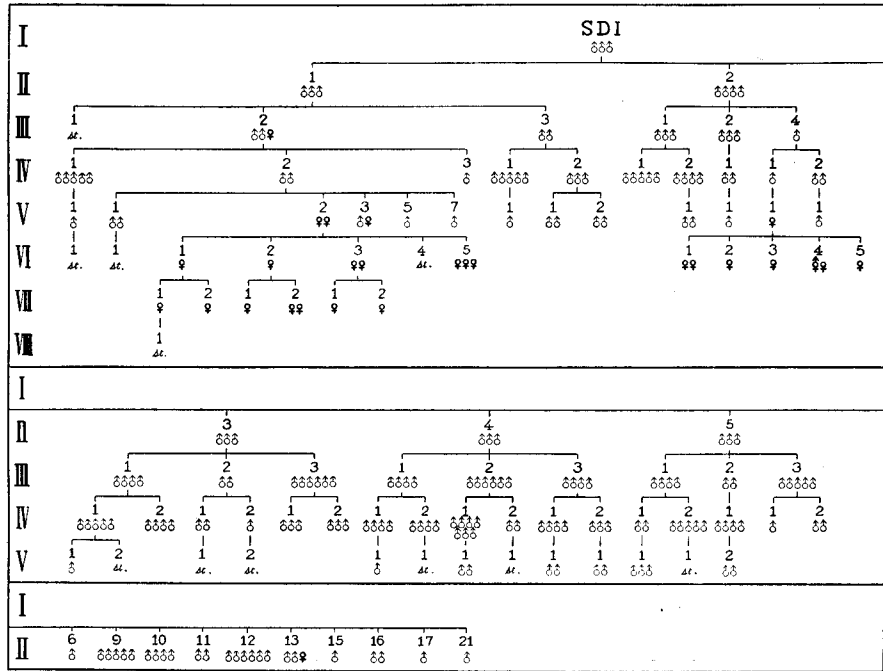 SDI
I
♂♂♂
II 1 2
♂♂♂ ♂♂♂♂
III 1 2 3 1 2 4
st. ♂♂♀ ♂♂ ♂♂♂ ♂♂♂ ♂
IV 1 2 3 1 2 1 2 1 1 2
♂♂♂♂♂ ♂♂ ♂ ♂♂♂♂♂ ♂♂♂ ♂♂♂♂♂ ♂♂♂♂ ♂♂ ♂ ♂♂
V 1 1 2 3 5 7 1 1 2 1 1 1 1
♂ ♂♂ ♀♀ ♂♀ ♂ ♂ ♂ ♂♂ ♂♂ ♂♂ ♂ ♀ ♂
VI 1 1 1 2 3 4 5 1 2 3 4 5
st. st. ♀ ♀ ♀♀ st. ♀♀♀ ♀♀ ♀ ♀ ♀♀ ♀
VII 1 2 1 2 1 2
♀ ♀ ♀ ♀♀ ♀ ♀
VIII 1
st.
I
II 3 4 5
♂♂♂ ♂♂♂ ♂♂♂
III 1 2 3 1 2 3 1 2 3
♂♂♂♂ ♂♂ ♂♂♂♂♂♂ ♂♂♂♂ ♂♂♂♂♂♂ ♂♂♂♂ ♂♂♂♂ ♂♂ ♂♂♂♂♂
IV 1 2 1 2 1 2 1 2 1 2 1 2 1 2 1 1 2
♂♂♂♂♂ ♂♂♂♂ ♂♂ ♂ ♂♂♂ ♂♂♂ ♂♂♂♂ ♂♂♂♂ ♂♂♂♂♂♂♂ ♂♂ ♂♂♂♂ ♂♂♂ ♂♂ ♂♂♂♂♂ ♂♂♂♂ ♂ ♂♂
V 1 2 1 2 1 1 1 1 1 1 1 1 2
♂ st. st. st. ♂ st. ♂♂ st. ♂♂ ♂♂ ♂♂♂ st. ♂♂
I
II 6 9 10 11 12 13 15 16 17 21
♂ ♂♂♂♂♂ ♂♂♂♂ ♂♂ ♂♂♂♂♂♂ ♂♂♀ ♂ ♂♂ ♂ ♂